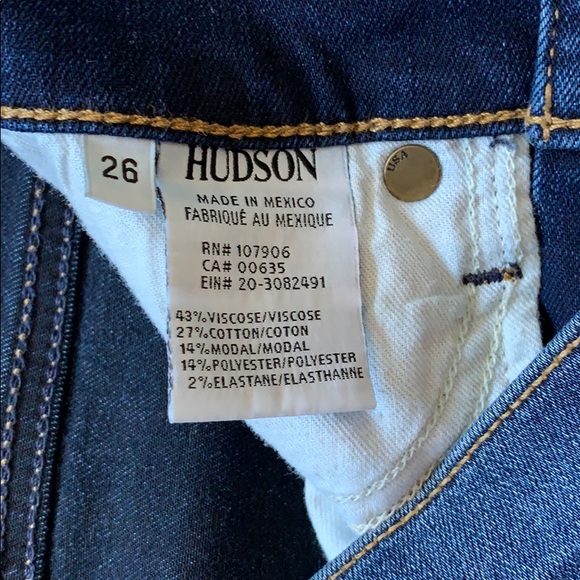 26
HUDSON
MADE IN MEXICO
FABRIQUÉ AU MEXIQUE
RN# 107906
CA# 00635
EIN# 20-3082491
43%VISCOSE/VISCOSE
27%COTTON/COTON
14%MODAL/MODAL
14%POLYESTER/POLYESTER
2%ELASTANE/ELASTHANNE
USA